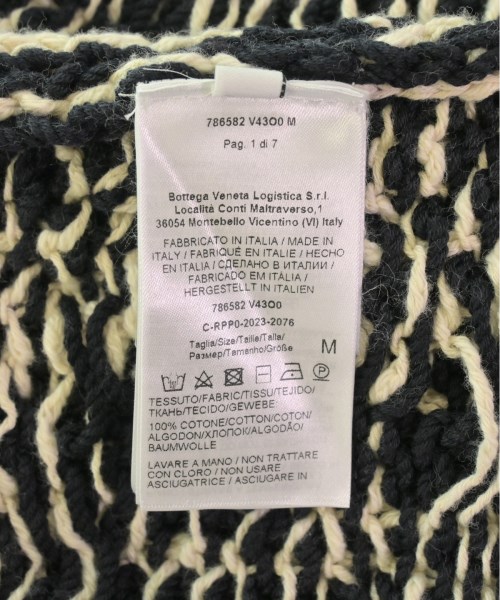 786582 V43O0 M
Pag. 1 di 7
Bottega Veneta Logistica S.r.l.
Località Conti Maltraverso,1
36054 Montebello Vicentino (VI) Italy
FABBRICATO IN ITALIA / MADE IN
ITALY / FABRIQUÉ EN ITALIE / HECHO
EN ITALIA / СДЕЛАНО В ИТАЛИИ /
FABRICADO EM ITÁLIA /
HERGESTELLT IN ITALIEN
786582 V43O0
C-RPP0-2023-2076
Taglia/Size/Taille/Talla/
Размер/Tamanho/Größe M
TESSUTO/FABRIC/TISSU/TEJIDO/
ТКАНЬ/TECIDO/GEWEBE:
100% COTONE/COTTON/COTON/
ALGODON/ХЛОПОК/ALGODÃO/
BAUMWOLLE
LAVARE A MANO / NON TRATTARE
CON CLORO / NON USARE
ASCIUGATRICE / ASCIUGARE IN